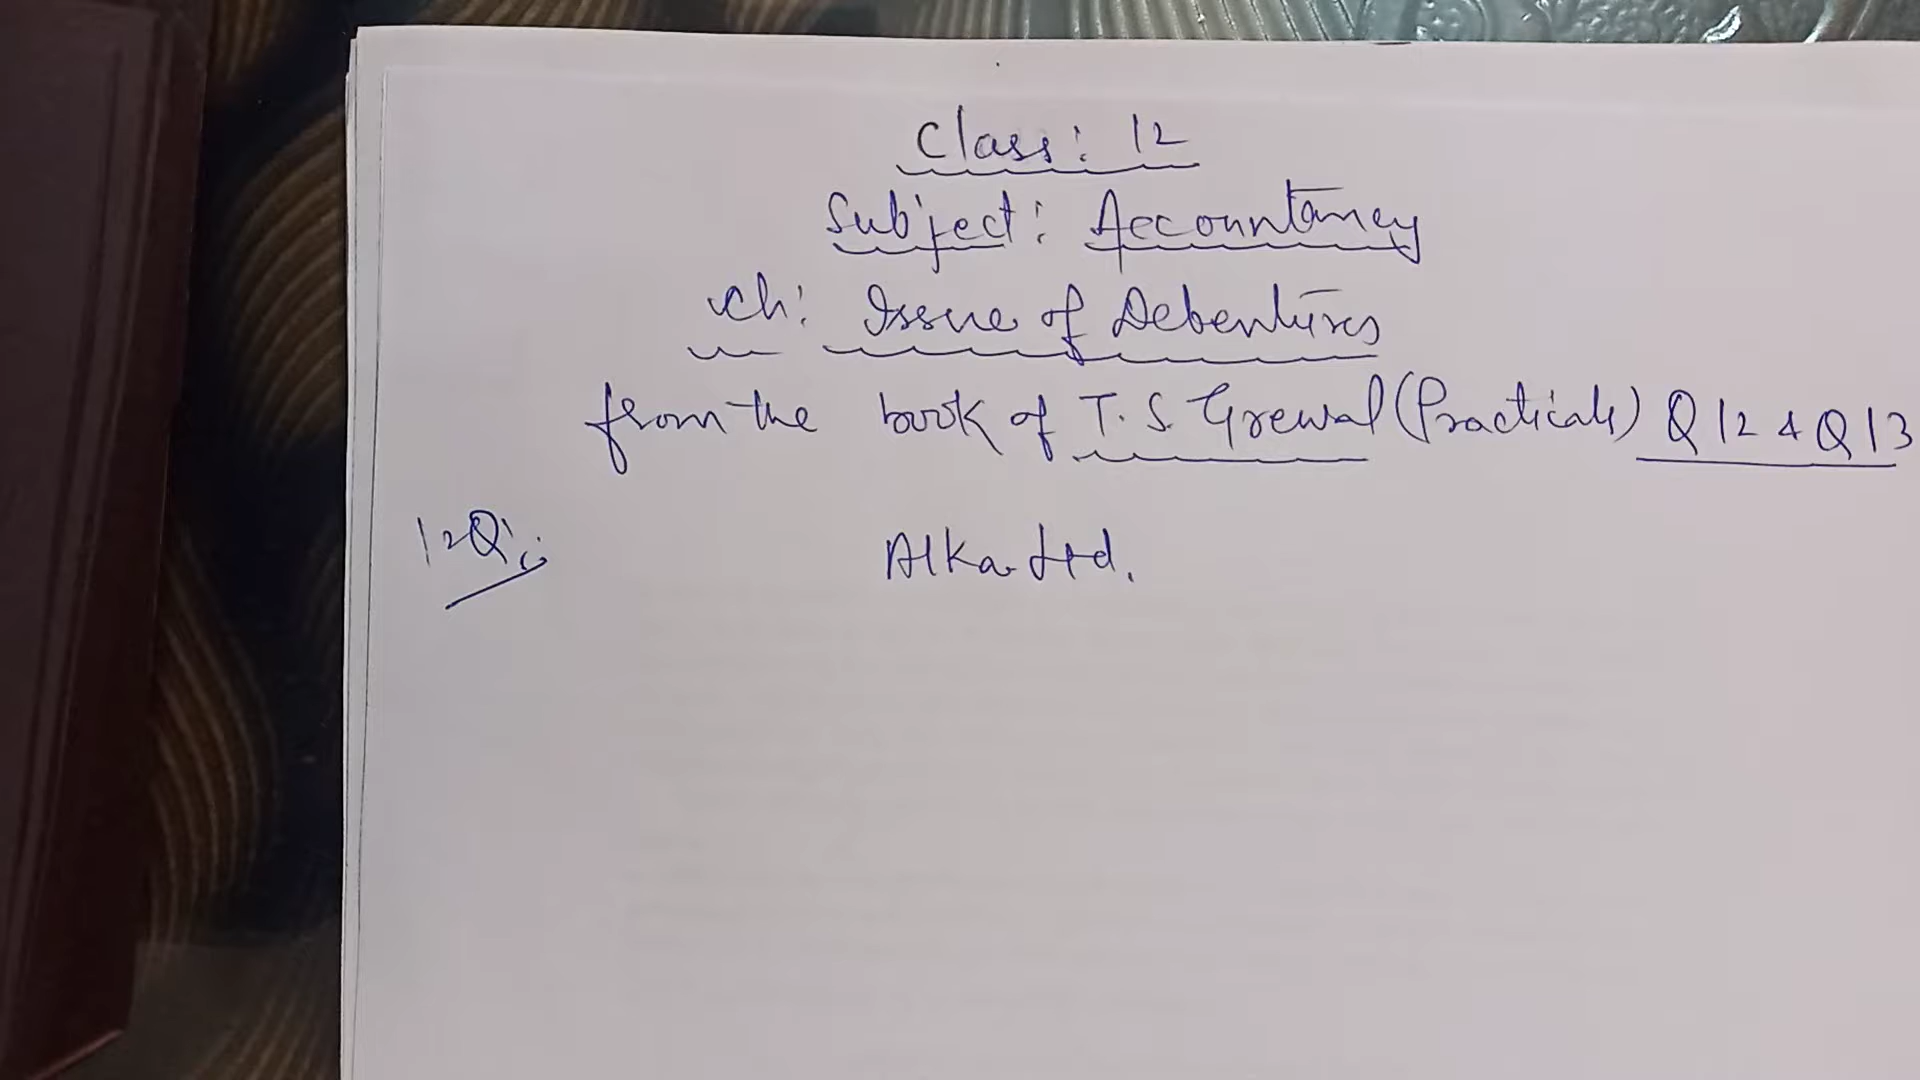 Class: 12
Subject: Accountancy
Ch: Issue of Debentures
from the book of T.S. Grewal (Practicals) Q12 & Q13
12Q:
Alka Ltd.